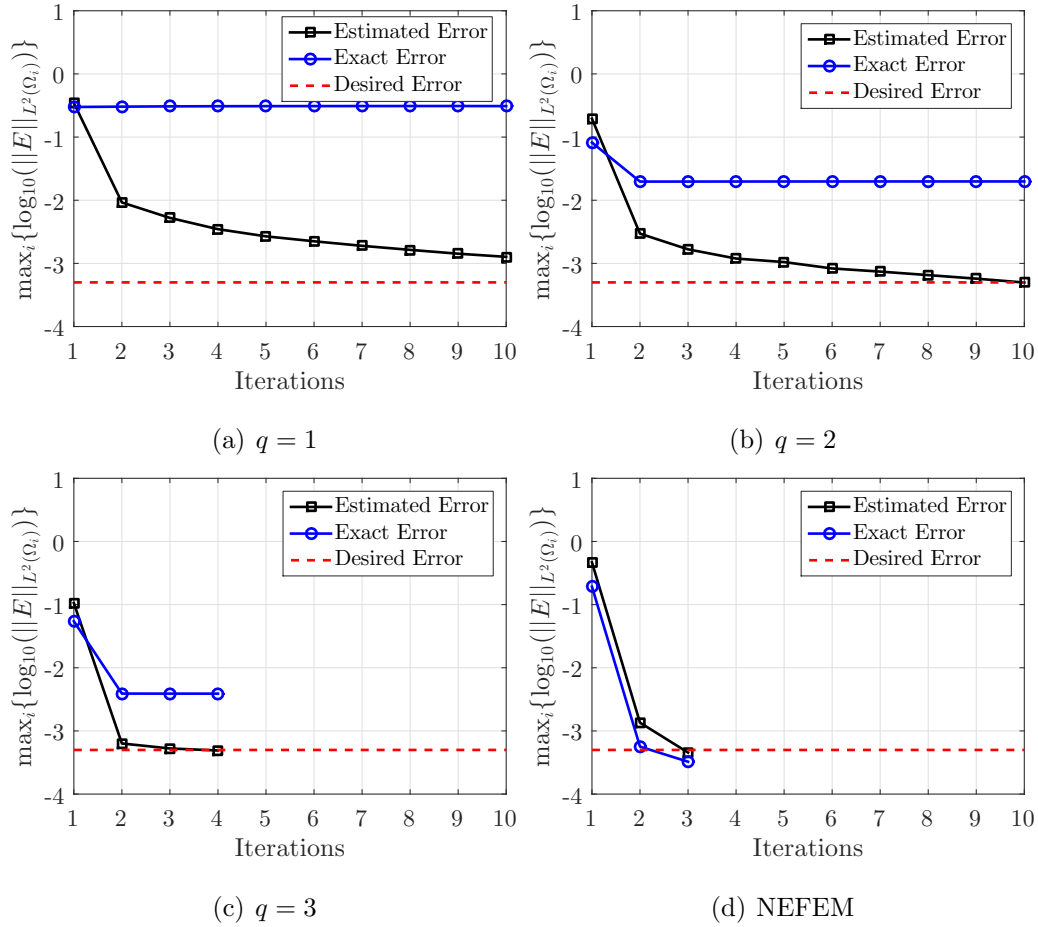 1
0
-1
-2
-3
-4
max_i{log_10(||E||_{L^2(Ω_i)})}
Estimated Error
Exact Error
Desired Error
1 2 3 4 5 6 7 8 9 10
Iterations
(a) q = 1
1
0
-1
-2
-3
-4
max_i{log_10(||E||_{L^2(Ω_i)})}
Estimated Error
Exact Error
Desired Error
1 2 3 4 5 6 7 8 9 10
Iterations
(b) q = 2
1
0
-1
-2
-3
-4
max_i{log_10(||E||_{L^2(Ω_i)})}
Estimated Error
Exact Error
Desired Error
1 2 3 4 5 6 7 8 9 10
Iterations
(c) q = 3
1
0
-1
-2
-3
-4
max_i{log_10(||E||_{L^2(Ω_i)})}
Estimated Error
Exact Error
Desired Error
1 2 3 4 5 6 7 8 9 10
Iterations
(d) NEFEM